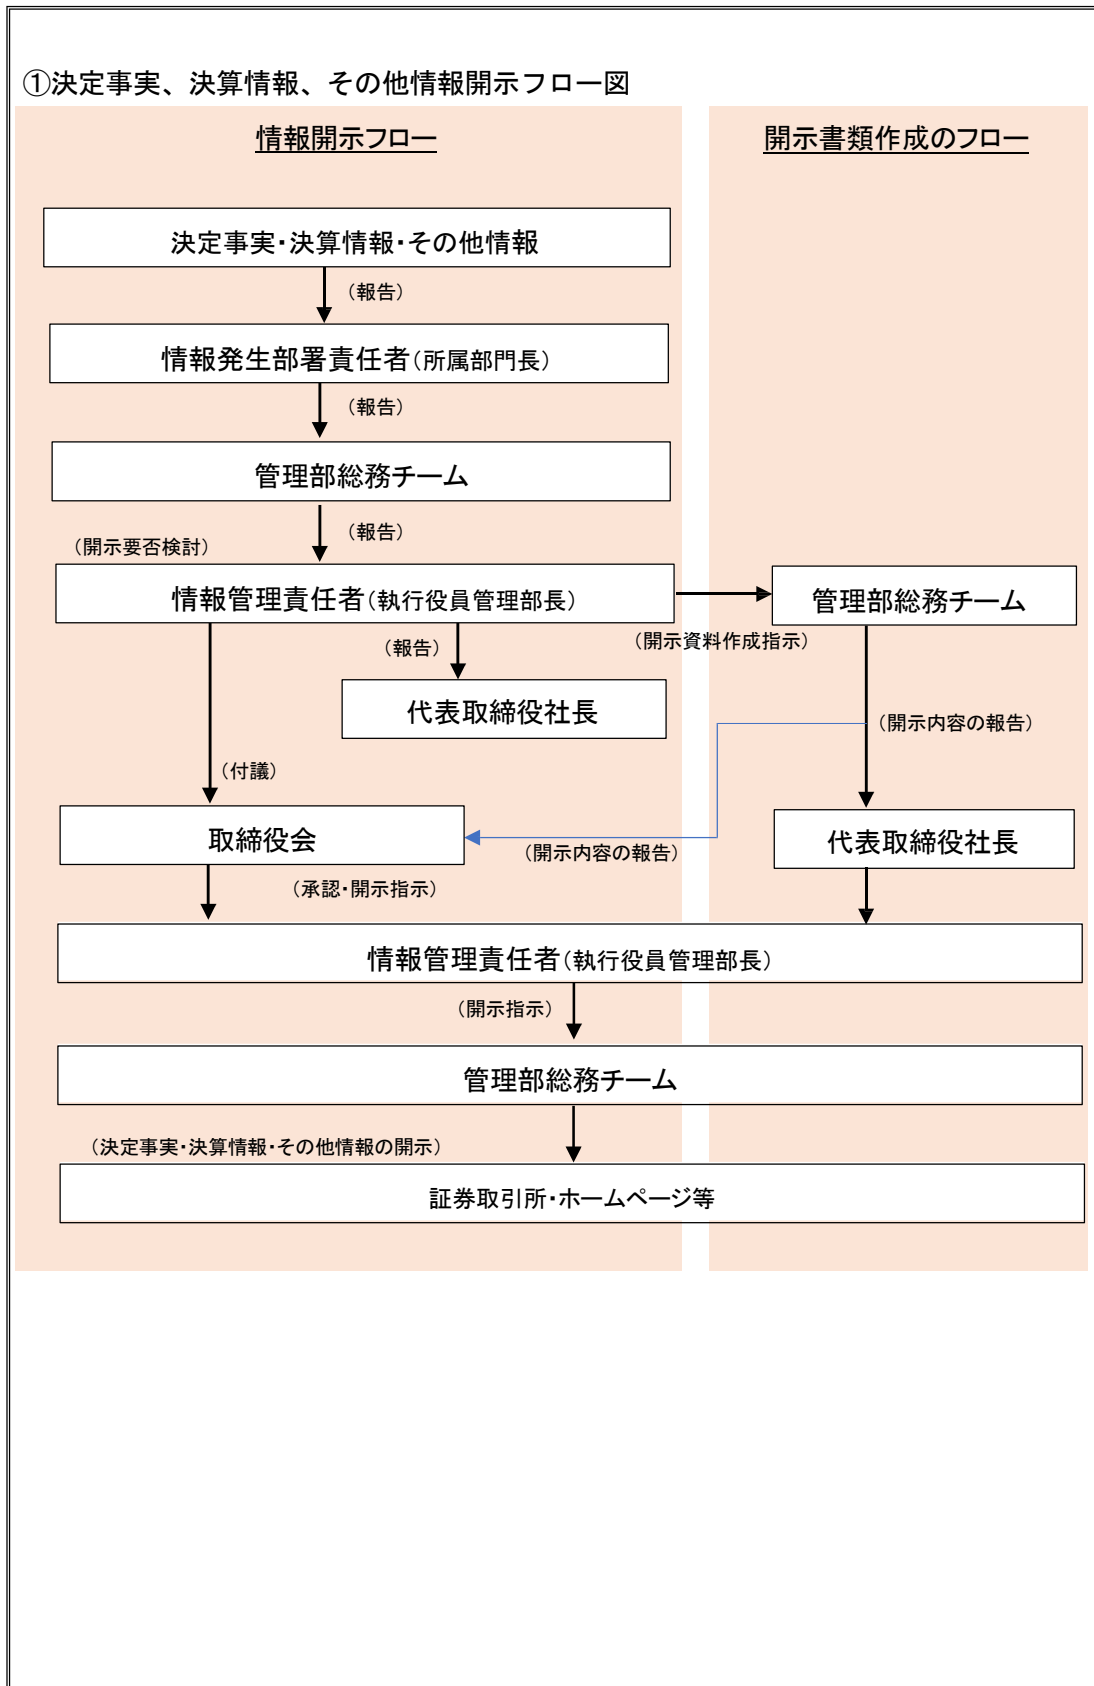 ①決定事実、決算情報、その他情報開示フロー図
情報開示フロー
開示書類作成のフロー
決定事実・決算情報・その他情報
（報告）
情報発生部署責任者（所属部門長）
（報告）
管理部総務チーム
（報告）
（開示要否検討）
情報管理責任者（執行役員管理部長）
管理部総務チーム
（報告）
（開示資料作成指示）
代表取締役社長
（開示内容の報告）
（付議）
取締役会
代表取締役社長
（開示内容の報告）
（承認・開示指示）
情報管理責任者（執行役員管理部長）
（開示指示）
管理部総務チーム
（決定事実・決算情報・その他情報の開示）
証券取引所・ホームページ等